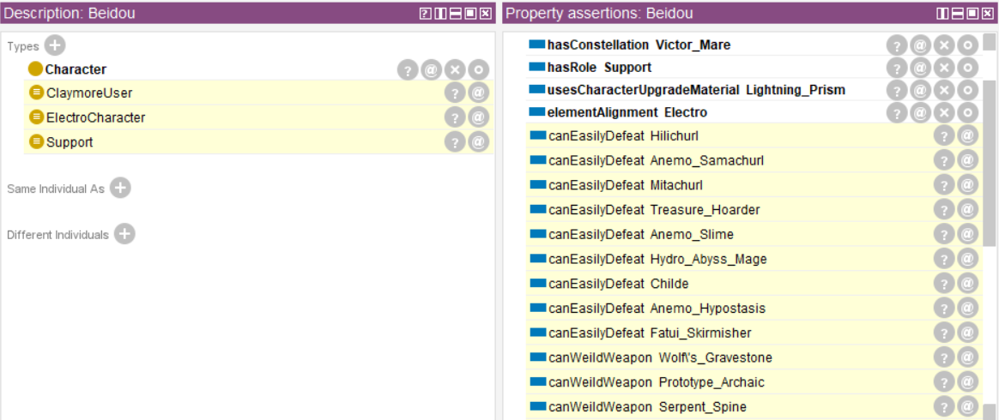 Description: Beidou
Types
Character
ClaymoreUser
ElectroCharacter
Support
Same Individual As
Different Individuals
Property assertions: Beidou
hasConstellation Victor_Mare
hasRole Support
usesCharacterUpgradeMaterial Lightning_Prism
elementAlignment Electro
canEasilyDefeat Hilichurl
canEasilyDefeat Anemo_Samachurl
canEasilyDefeat Mitachurl
canEasilyDefeat Treasure_Hoarder
canEasilyDefeat Anemo_Slime
canEasilyDefeat Hydro_Abyss_Mage
canEasilyDefeat Childe
canEasilyDefeat Anemo_Hypostasis
canEasilyDefeat Fatui_Skirmisher
canWeildWeapon Wolf\'s_Gravestone
canWeildWeapon Prototype_Archaic
canWeildWeapon Serpent_Spine